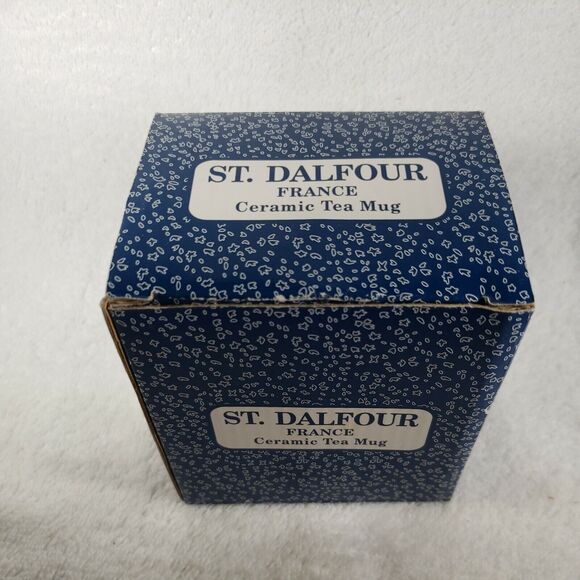 ST. DALFOUR
FRANCE
Ceramic Tea Mug
ST. DALFOUR
FRANCE
Ceramic Tea Mug